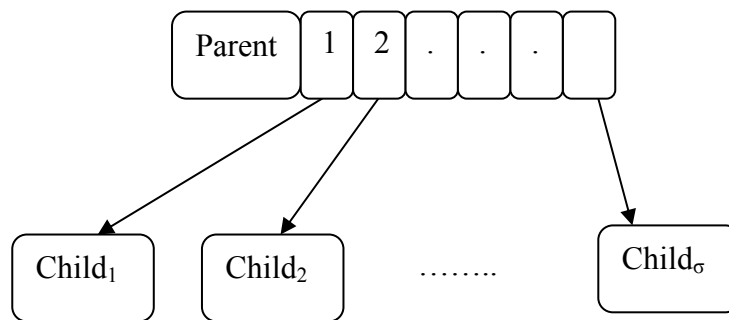 Parent 1 2 . . .
Child₁ Child₂ …….. Childσ